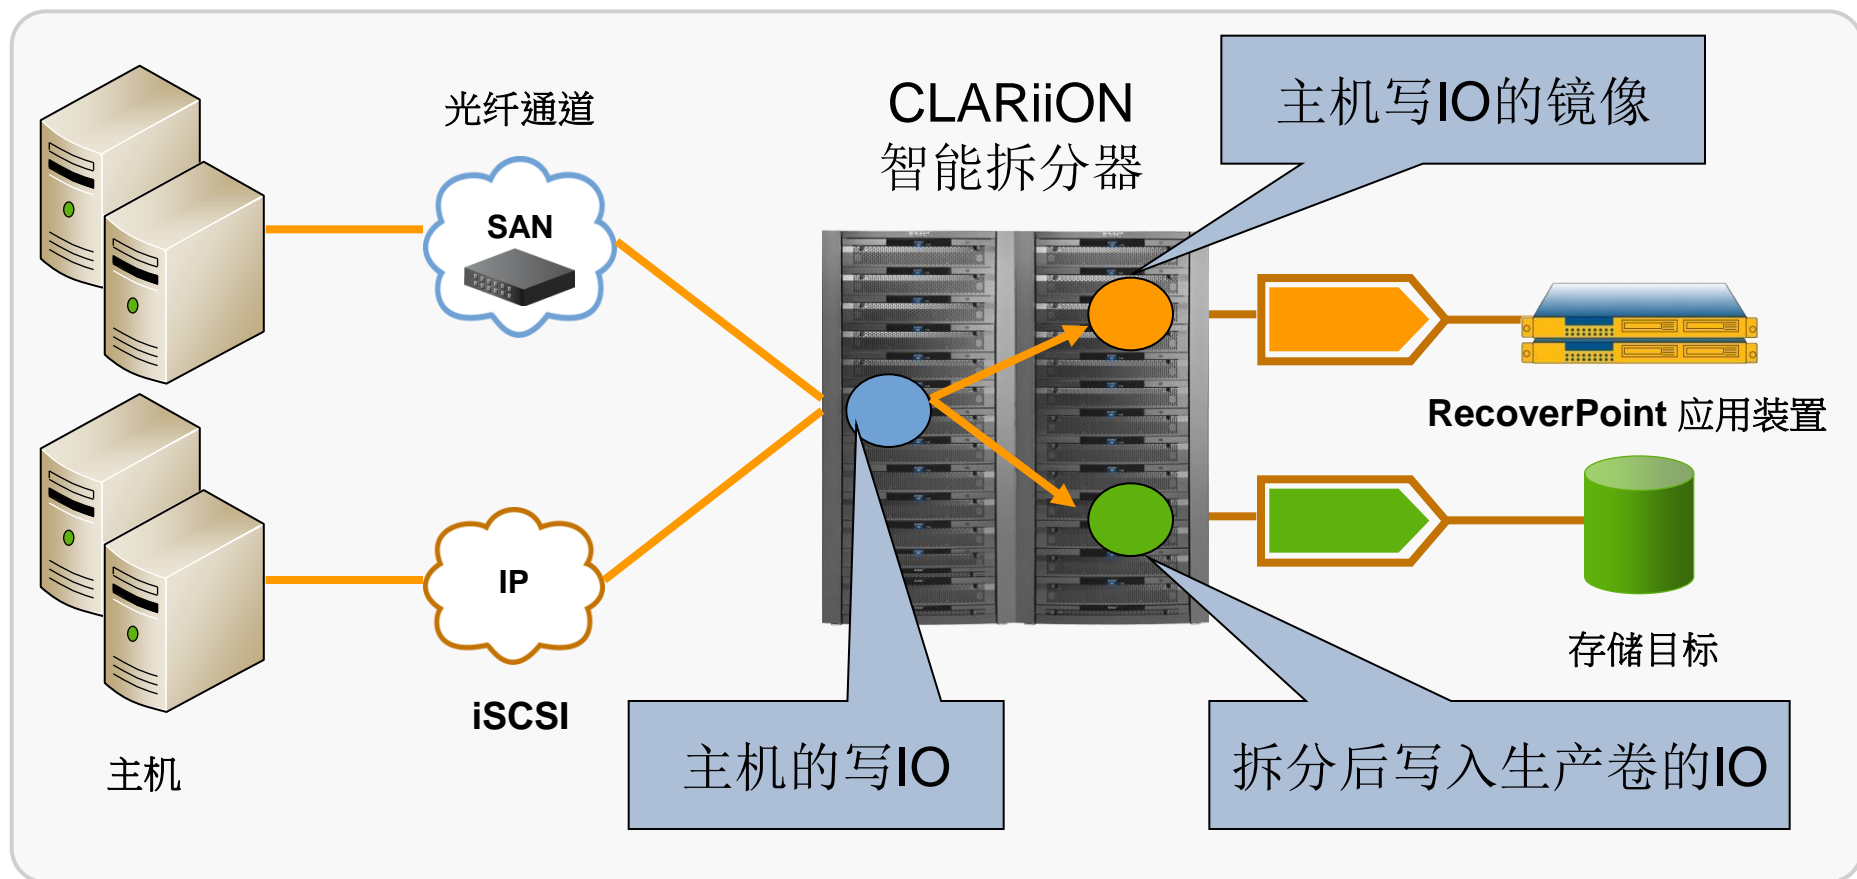 光纤通道
CLARiiON
智能拆分器
主机写IO的镜像
SAN
RecoverPoint 应用装置
IP
iSCSI
存储目标
主机
主机的写IO
拆分后写入生产卷的IO